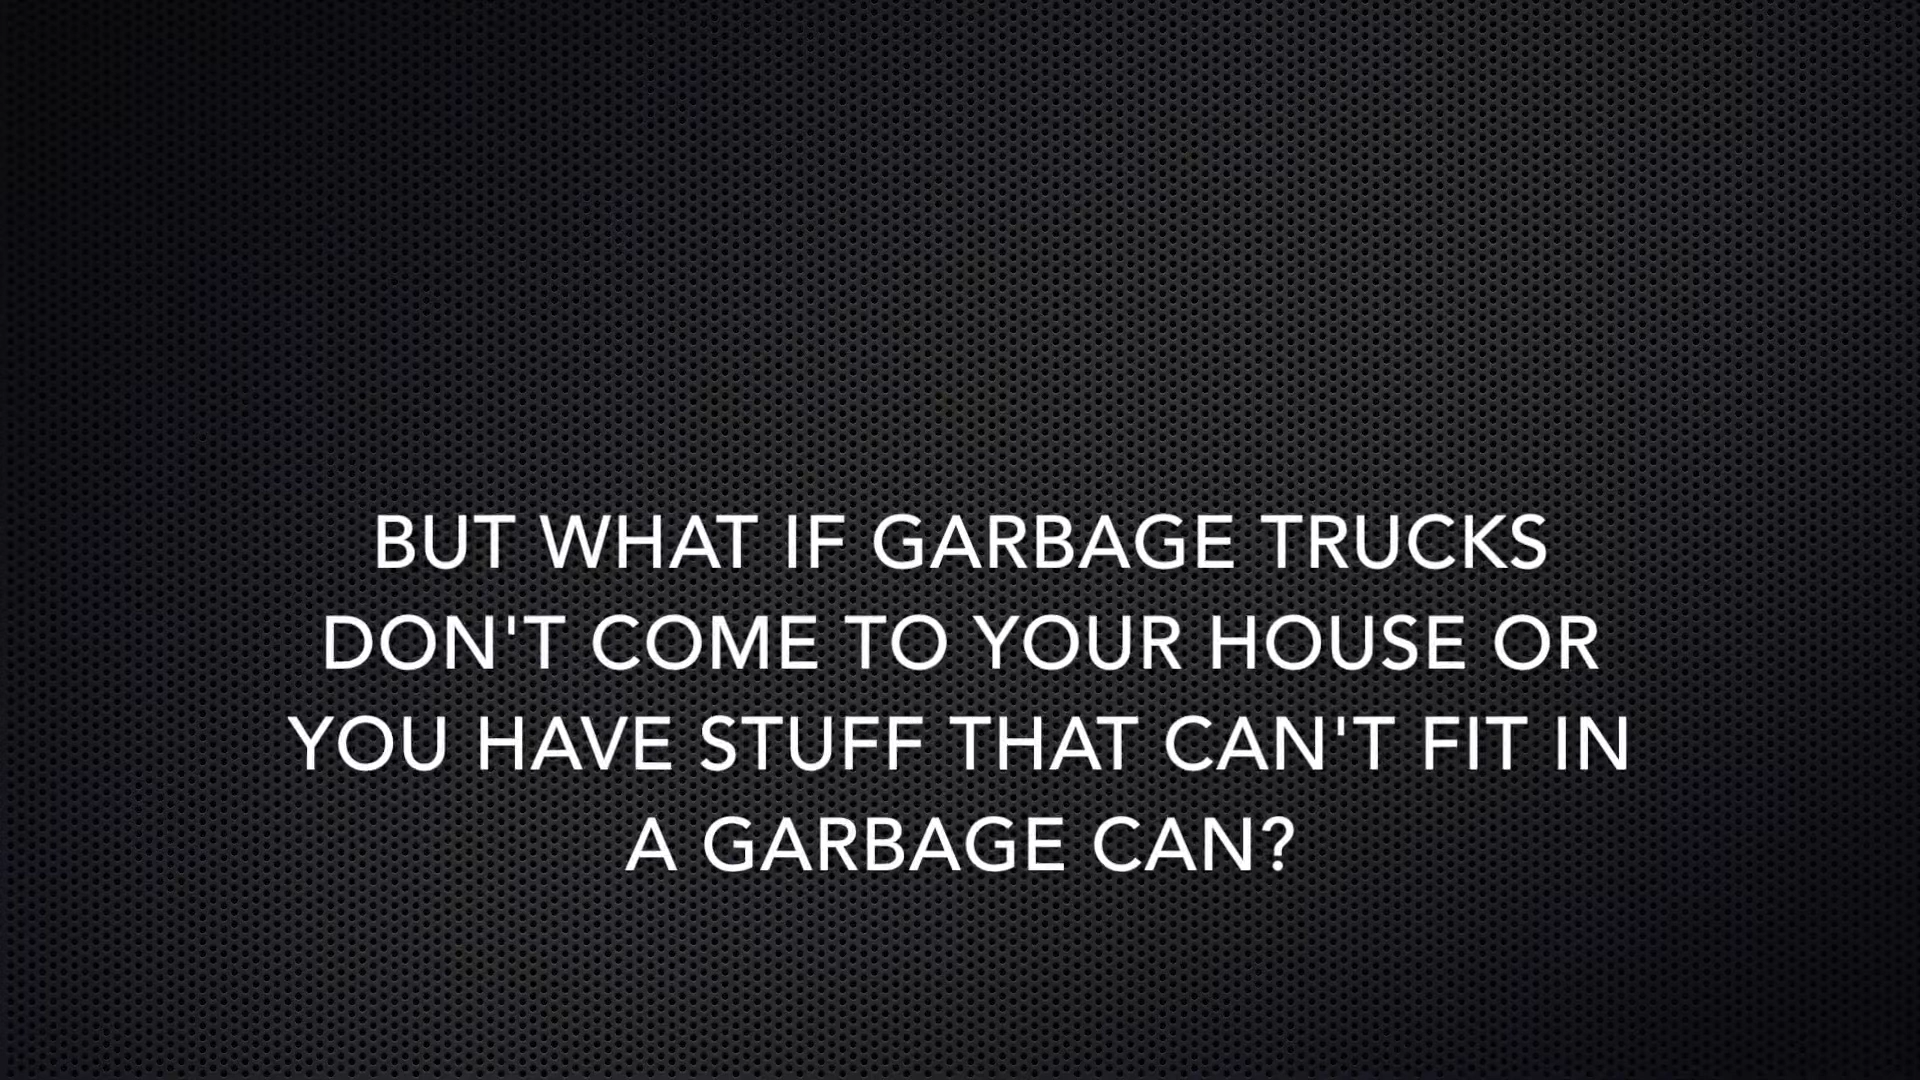 BUT WHAT IF GARBAGE TRUCKS
DON'T COME TO YOUR HOUSE OR
YOU HAVE STUFF THAT CAN'T FIT IN
A GARBAGE CAN?